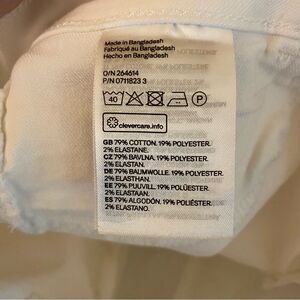 Made in Bangladesh
Fabriqué au Bangladesh
Hecho en Bangladesh
O/N 264614
P/N 0711823 3
40 P
clevercare.info
GB 79% COTTON. 19% POLYESTER.
2% ELASTANE.
CZ 79% BAVLNA. 19% POLYESTER.
2% ELASTAN.
DE 79% BAUMWOLLE. 19% POLYESTER.
2% ELASTHAN.
EE 79% PUUVILL. 19% POLÜESTER.
2% ELASTAAN.
ES 79% ALGODÓN. 19% POLIÉSTER.
2% ELASTANO.